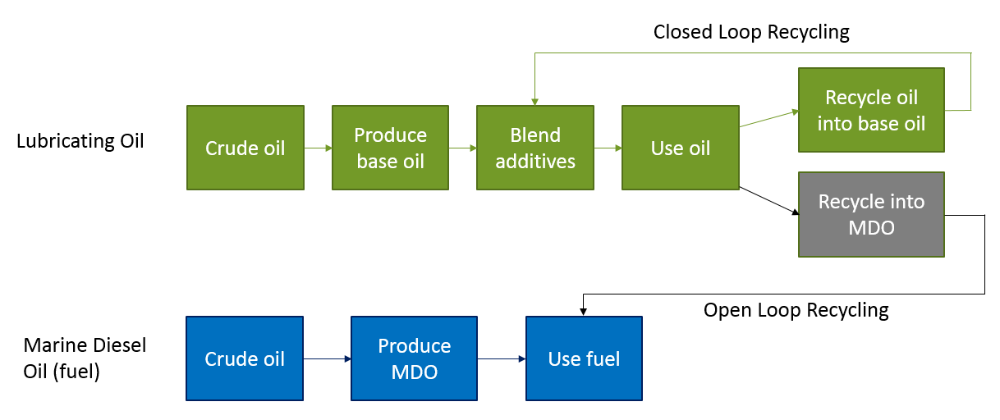 Closed Loop Recycling
Lubricating Oil
Crude oil
Produce
base oil
Blend
additives
Use oil
Recycle oil
into base oil
Recycle into
MDO
Open Loop Recycling
Marine Diesel
Oil (fuel)
Crude oil
Produce
MDO
Use fuel